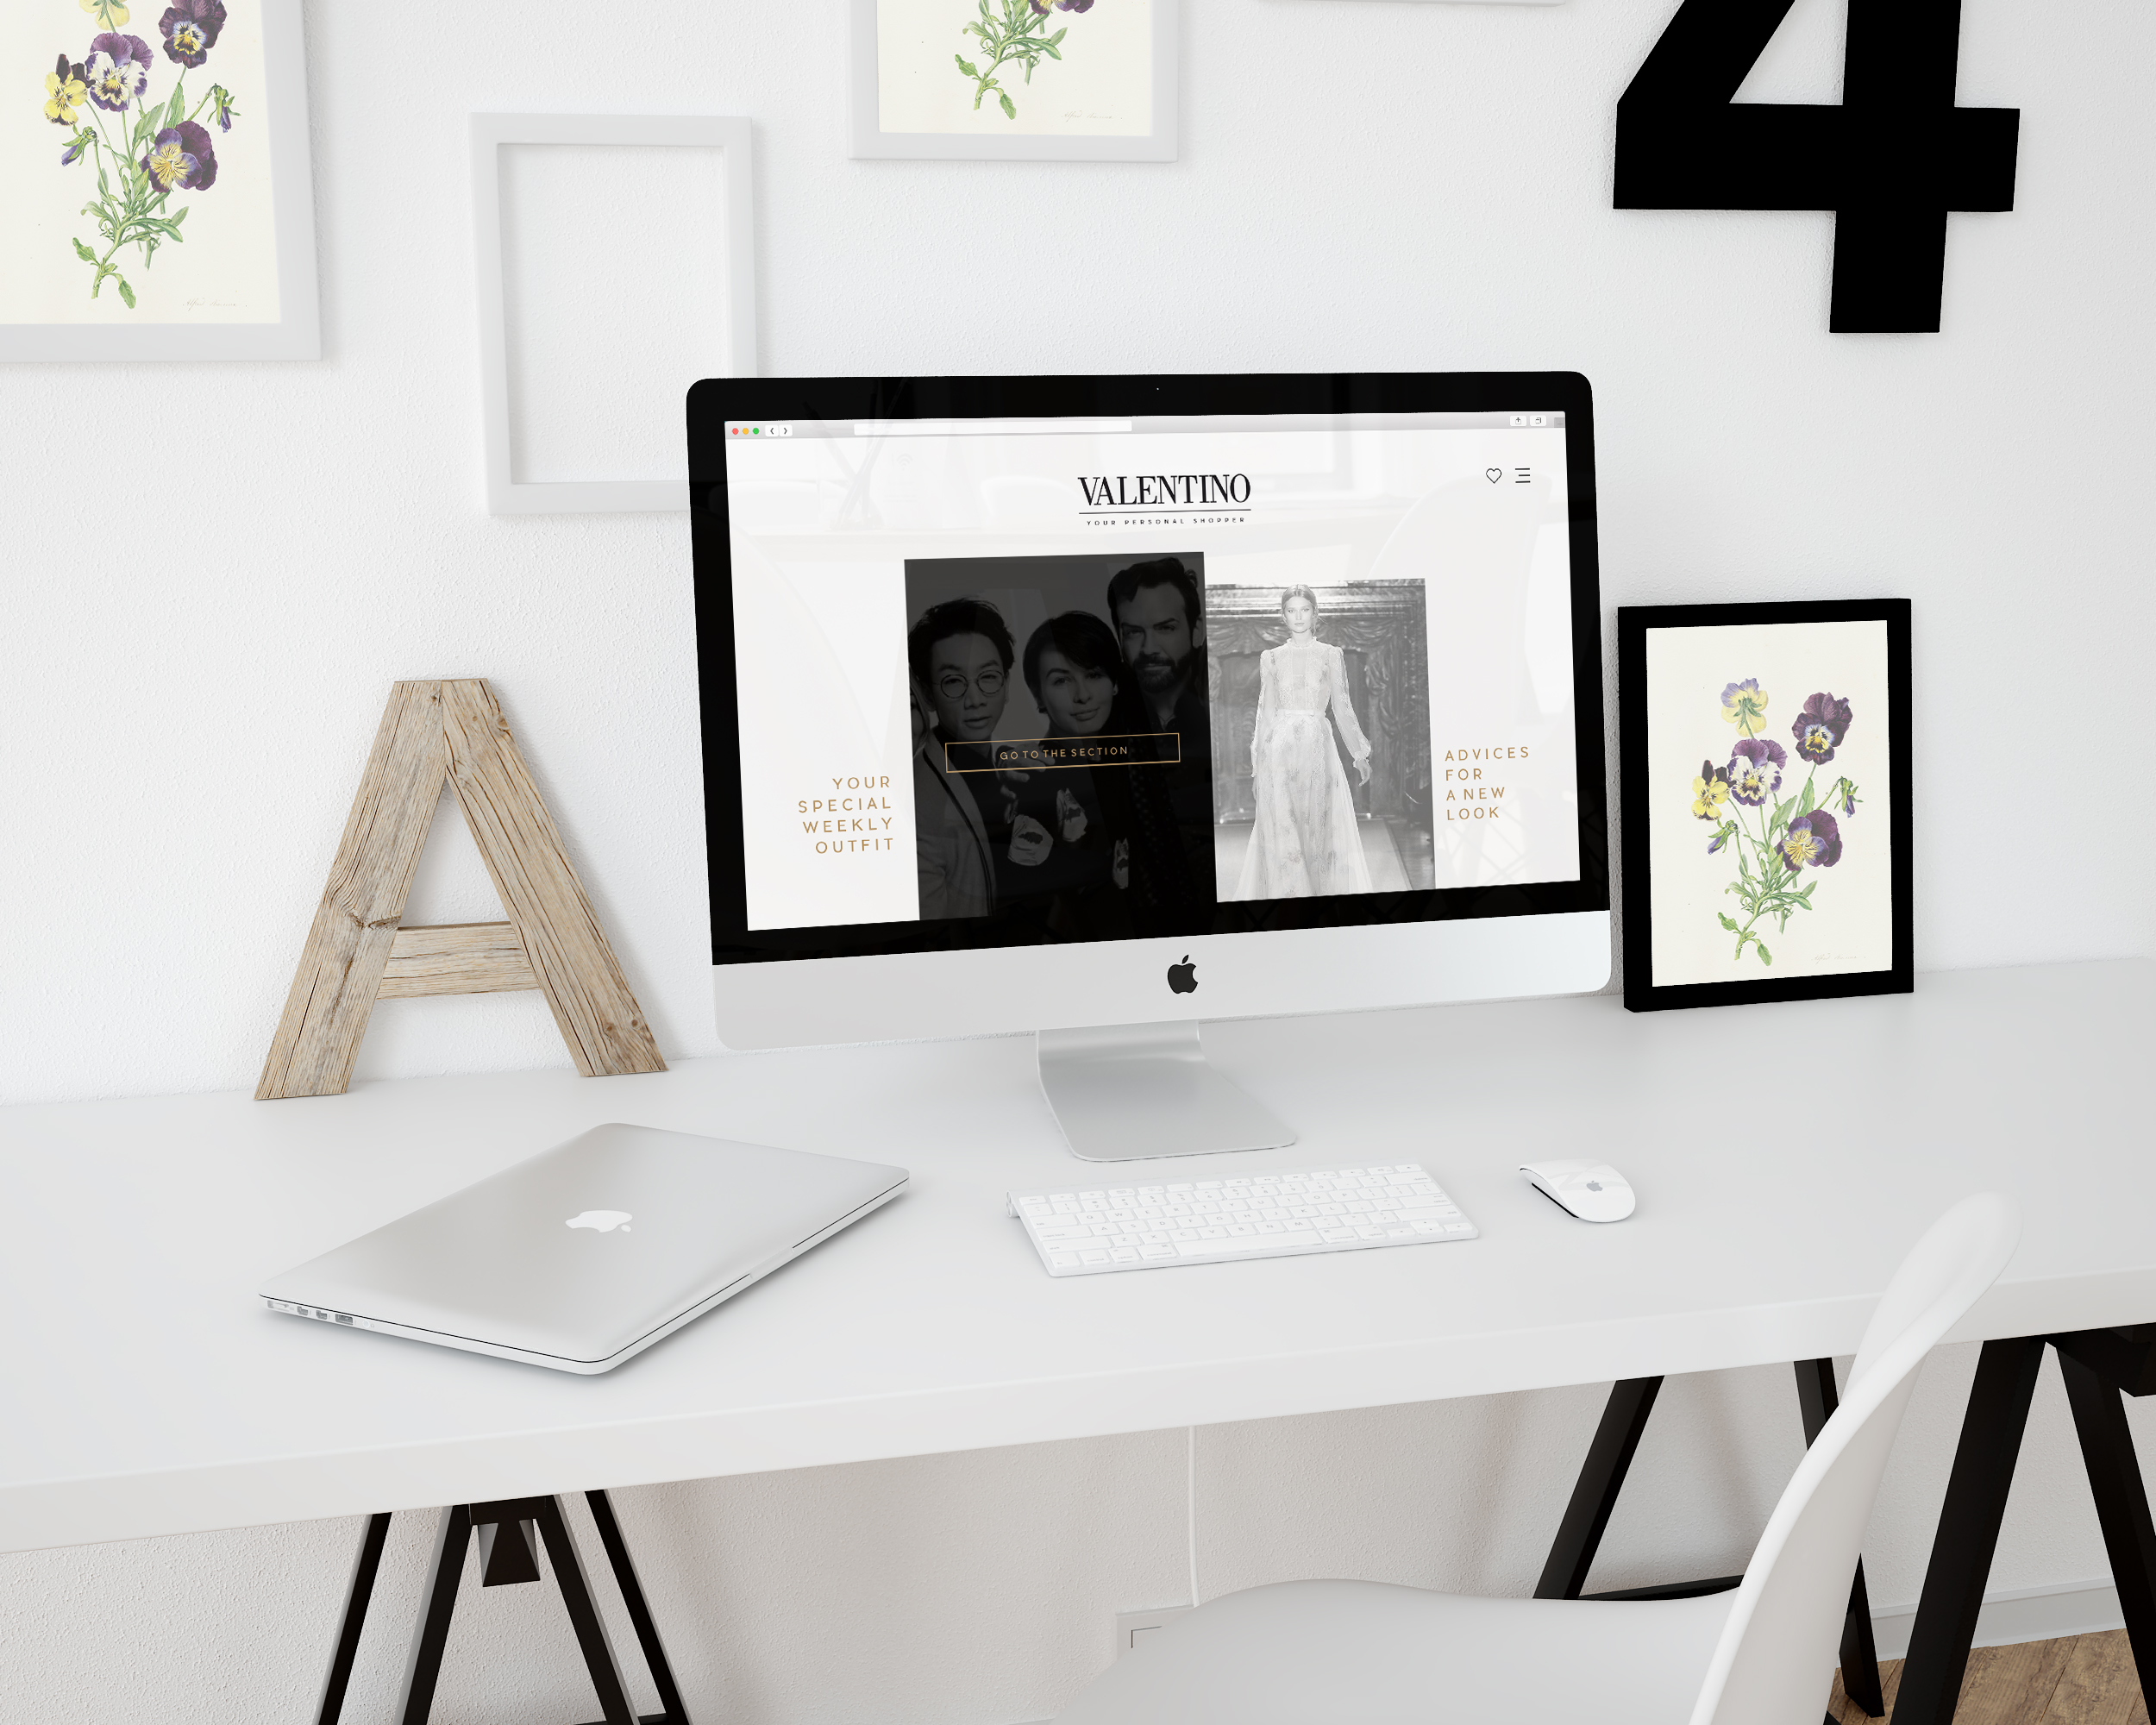 4
VALENTINO
YOUR PERSONAL SHOPPER
GO TO THE SECTION
YOUR
SPECIAL
WEEKLY
OUTFIT
ADVICES
FOR
A NEW
LOOK
A